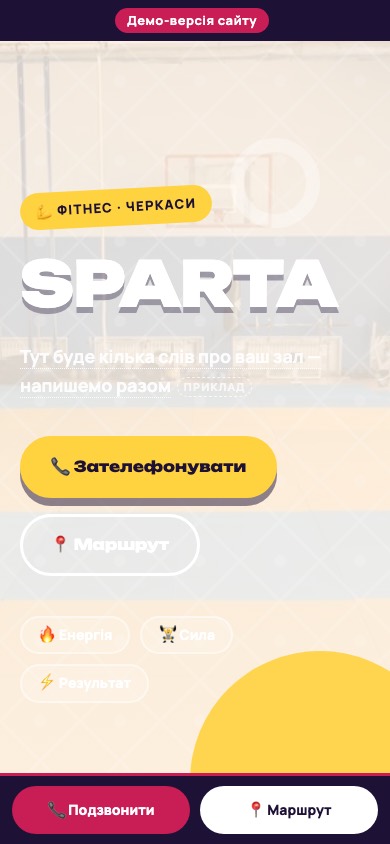 Демо-версія сайту
💪 ФІТНЕС · ЧЕРКАСИ
SPARTA
Тут буде кілька слів про ваш зал —
напишемо разом ПРИКЛАД
📞 Зателефонувати
📍 Маршрут
🔥 Енергія
🏋️ Сила
⚡ Результат
📞 Подзвонити
📍 Маршрут